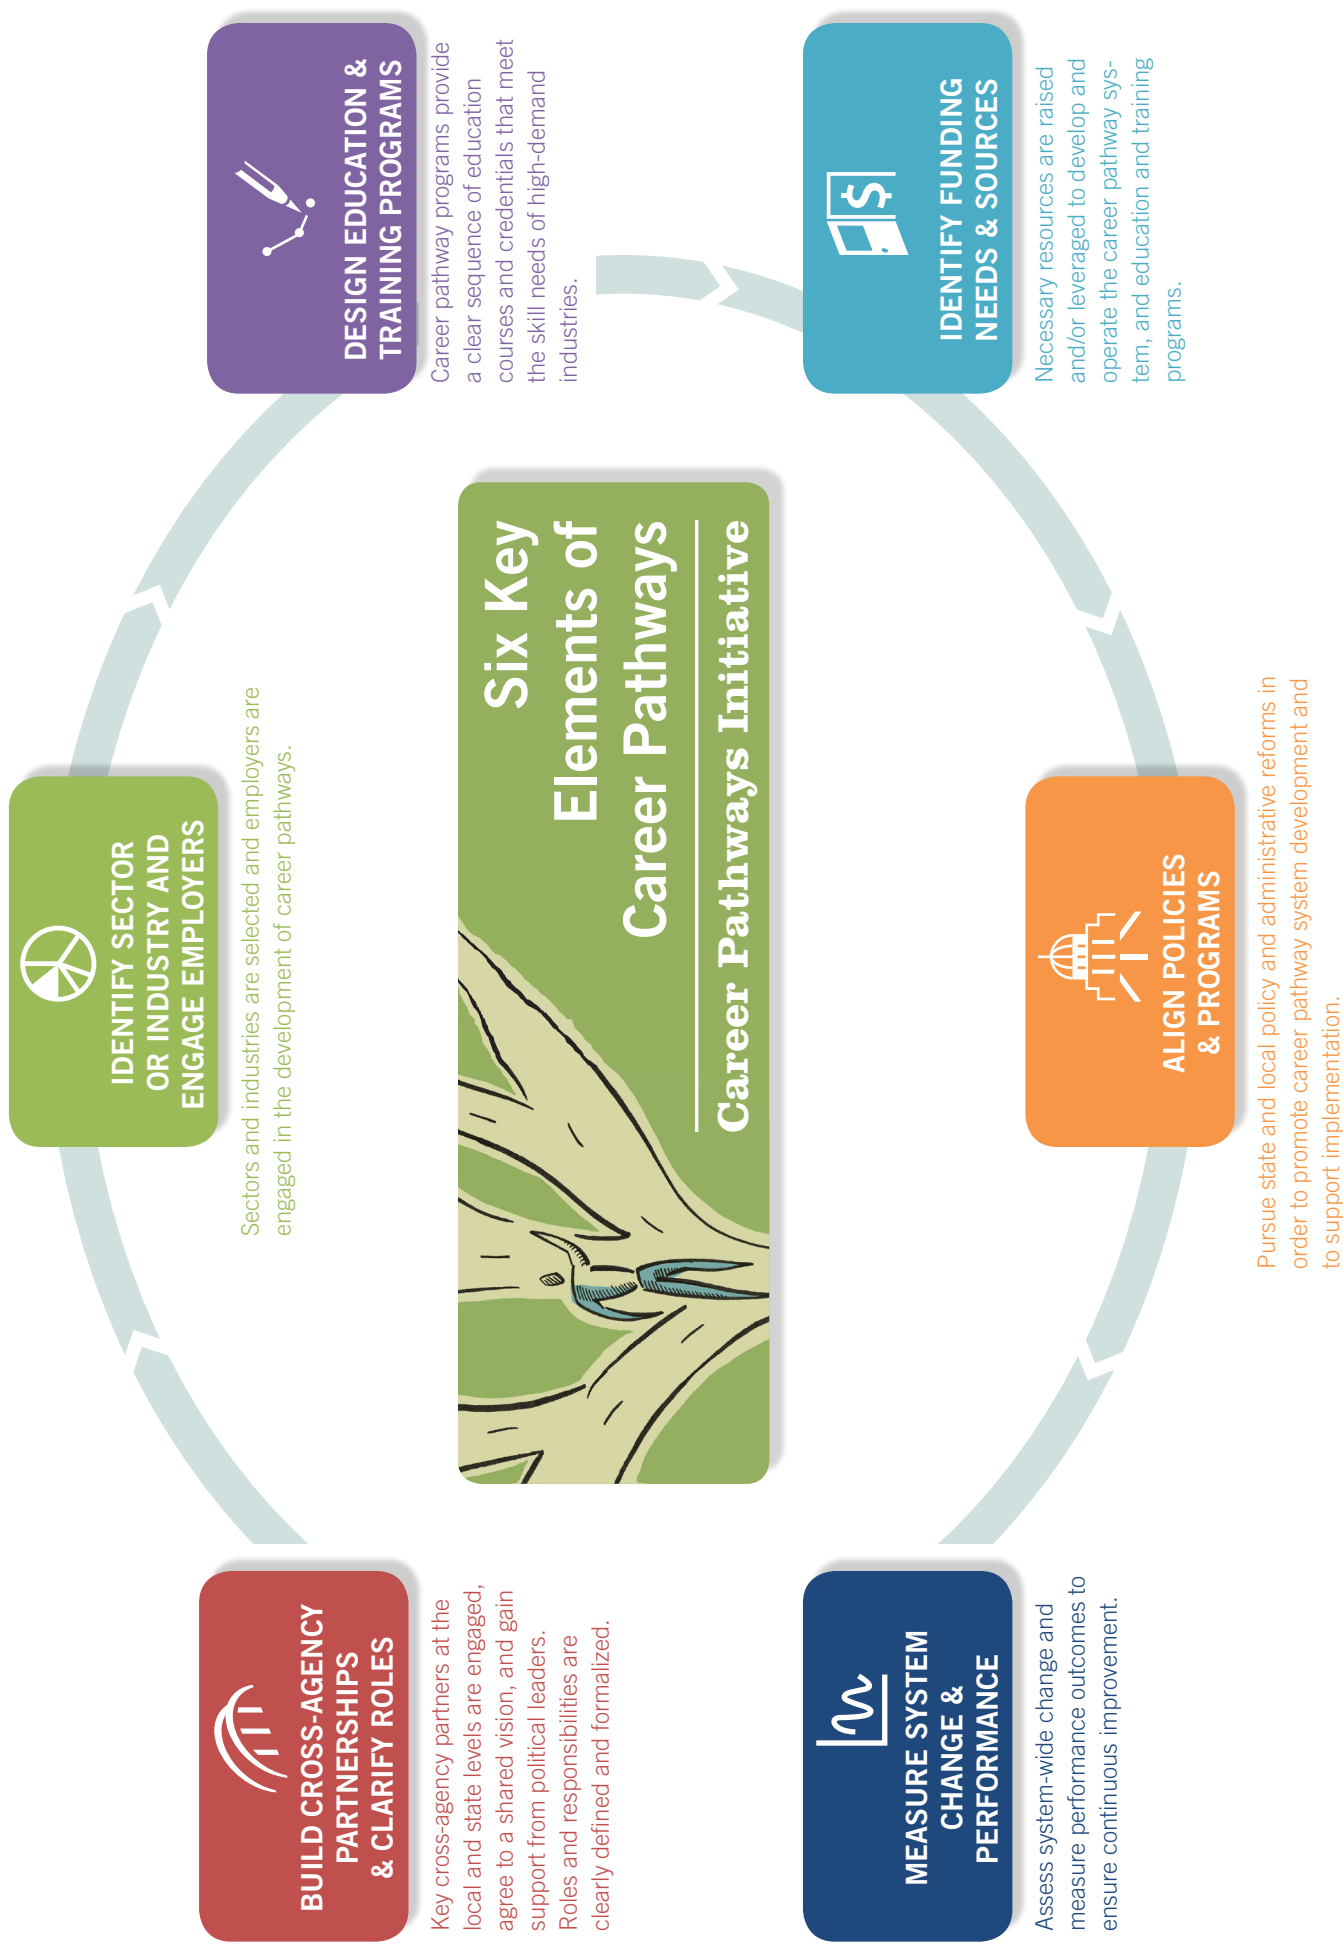 Six Key
Elements of
Career Pathways
Career Pathways Initiative
BUILD CROSS-AGENCY
PARTNERSHIPS
& CLARIFY ROLES
Key cross-agency partners at the
local and state levels are engaged,
agree to a shared vision, and gain
support from political leaders.
Roles and responsibilities are
clearly defined and formalized.
IDENTIFY SECTOR
OR INDUSTRY AND
ENGAGE EMPLOYERS
Sectors and industries are selected and employers are
engaged in the development of career pathways.
DESIGN EDUCATION &
TRAINING PROGRAMS
Career pathway programs provide
a clear sequence of education
courses and credentials that meet
the skill needs of high-demand
industries.
IDENTIFY FUNDING
NEEDS & SOURCES
$
Necessary resources are raised
and/or leveraged to develop and
operate the career pathway sys-
tem, and education and training
programs.
ALIGN POLICIES
& PROGRAMS
Pursue state and local policy and administrative reforms in
order to promote career pathway system development and
to support implementation.
MEASURE SYSTEM
CHANGE &
PERFORMANCE
Assess system-wide change and
measure performance outcomes to
ensure continuous improvement.